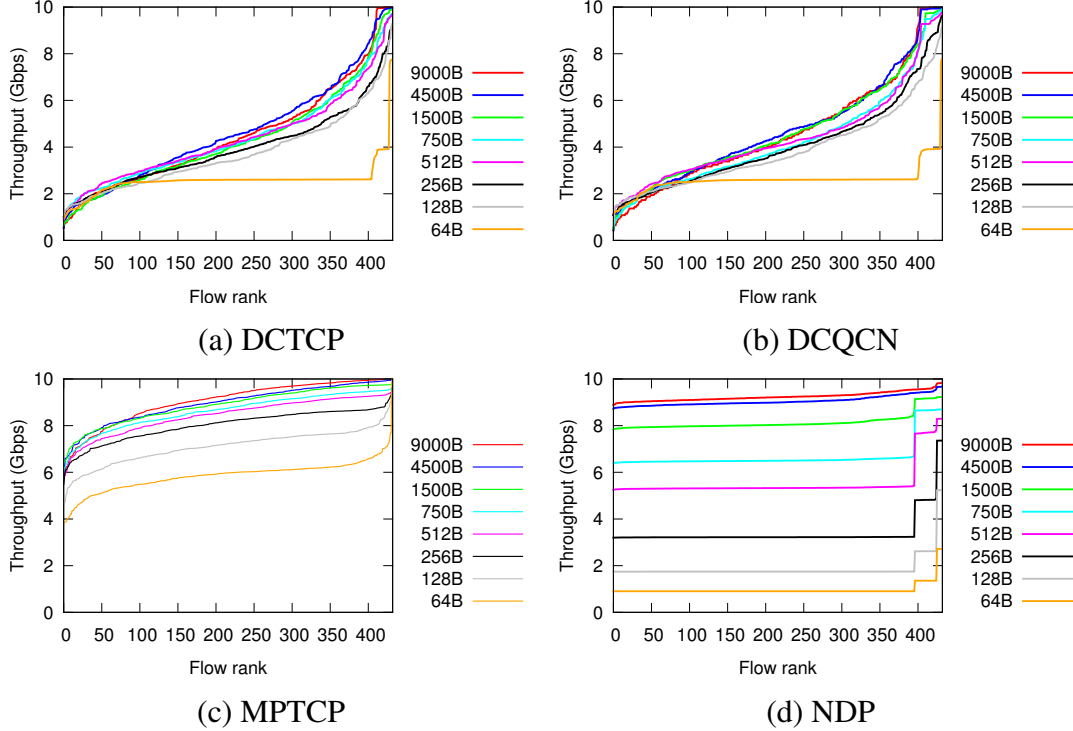 Throughput (Gbps)
10
8
6
4
2
0
0 50 100 150 200 250 300 350 400
Flow rank
9000B
4500B
1500B
750B
512B
256B
128B
64B
(a) DCTCP
Throughput (Gbps)
10
8
6
4
2
0
0 50 100 150 200 250 300 350 400
Flow rank
9000B
4500B
1500B
750B
512B
256B
128B
64B
(b) DCQCN
Throughput (Gbps)
10
8
6
4
2
0
0 50 100 150 200 250 300 350 400
Flow rank
9000B
4500B
1500B
750B
512B
256B
128B
64B
(c) MPTCP
Throughput (Gbps)
10
8
6
4
2
0
0 50 100 150 200 250 300 350 400
Flow rank
9000B
4500B
1500B
750B
512B
256B
128B
64B
(d) NDP